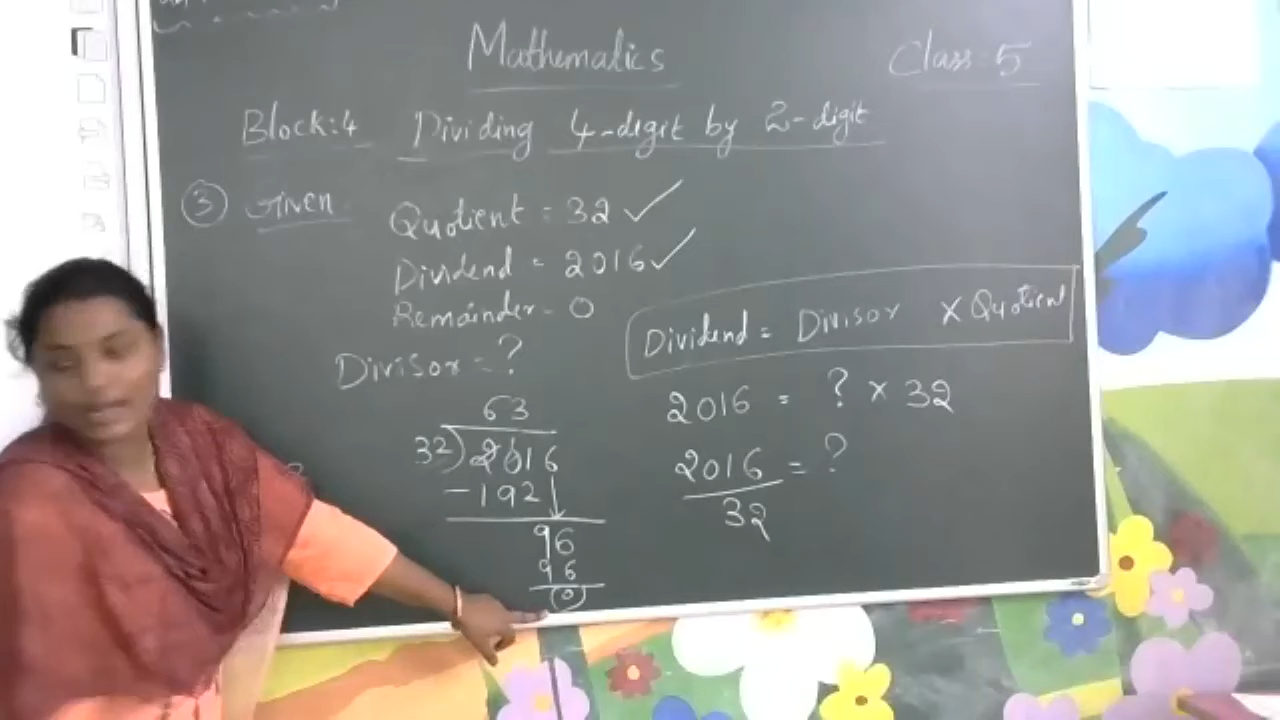 Mathematics
Class: 5
Block: 4 Dividing 4-digit by 2-digit
3 Given
Quotient = 32 ✓
Dividend = 2016 ✓
Remainder - 0
Divisor = ?
63
32)2016
-192↓
96
96
0
Dividend = Divisor × Quotient
2016 = ? × 32
2016
32
= ?